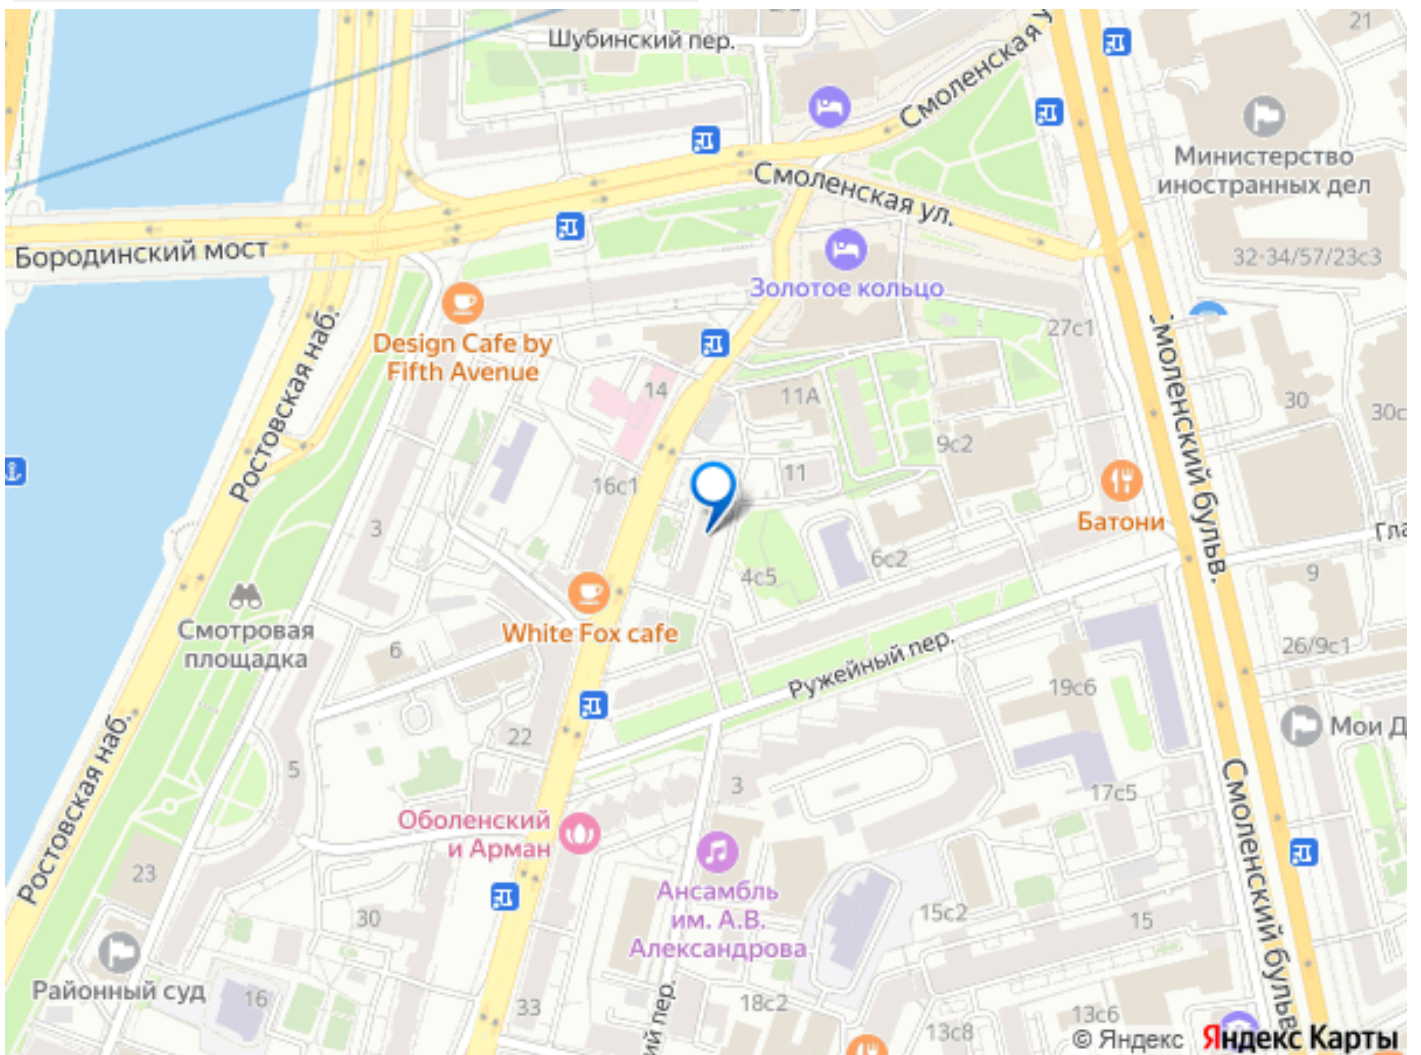 21
Шубинский пер.
Смоленская у
Министерство
иностранных дел
Смоленская ул.
Бородинский мост
32-34/57/23с3
Золотое кольцо
27с1
Design Cafe by
Fifth Avenue
Ростовская наб.
14
11А
30
30с
Смоленский бульв.
9с2
16с1
11
Батони
3
Гла
6с2
4с5
9
White Fox cafe
Смотровая
площадка
6
Ружейный пер.
26/9с1
19с6
Мои Д
22
5
Ростовская наб.
3
17с5
Оболенский
и Арман
Смоленский бульв.
23
Ансамбль
им. А.В.
Александрова
30
15с2
15
Районный суд
16
33
ий пер.
18с2
13с8
13с6
© Яндекс Яндекс Карты